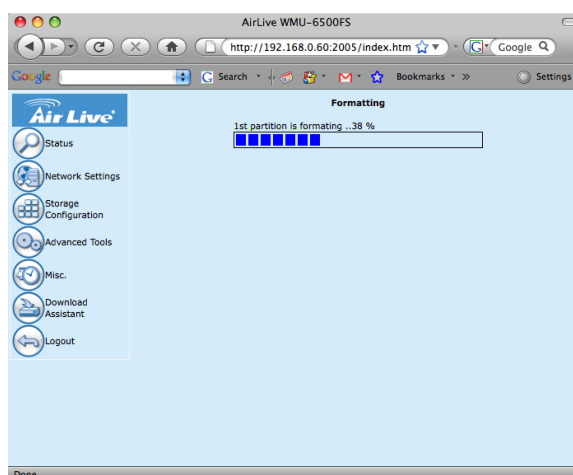 AirLive WMU-6500FS
http://192.168.0.60:2005/index.htm
G Google
Google
G Search
M
Bookmarks
»
Settings
Air Live
Formatting
1st partition is formating ..38 %
Status
Network Settings
Storage
Configuration
Advanced Tools
Misc.
Download
Assistant
Logout
Done